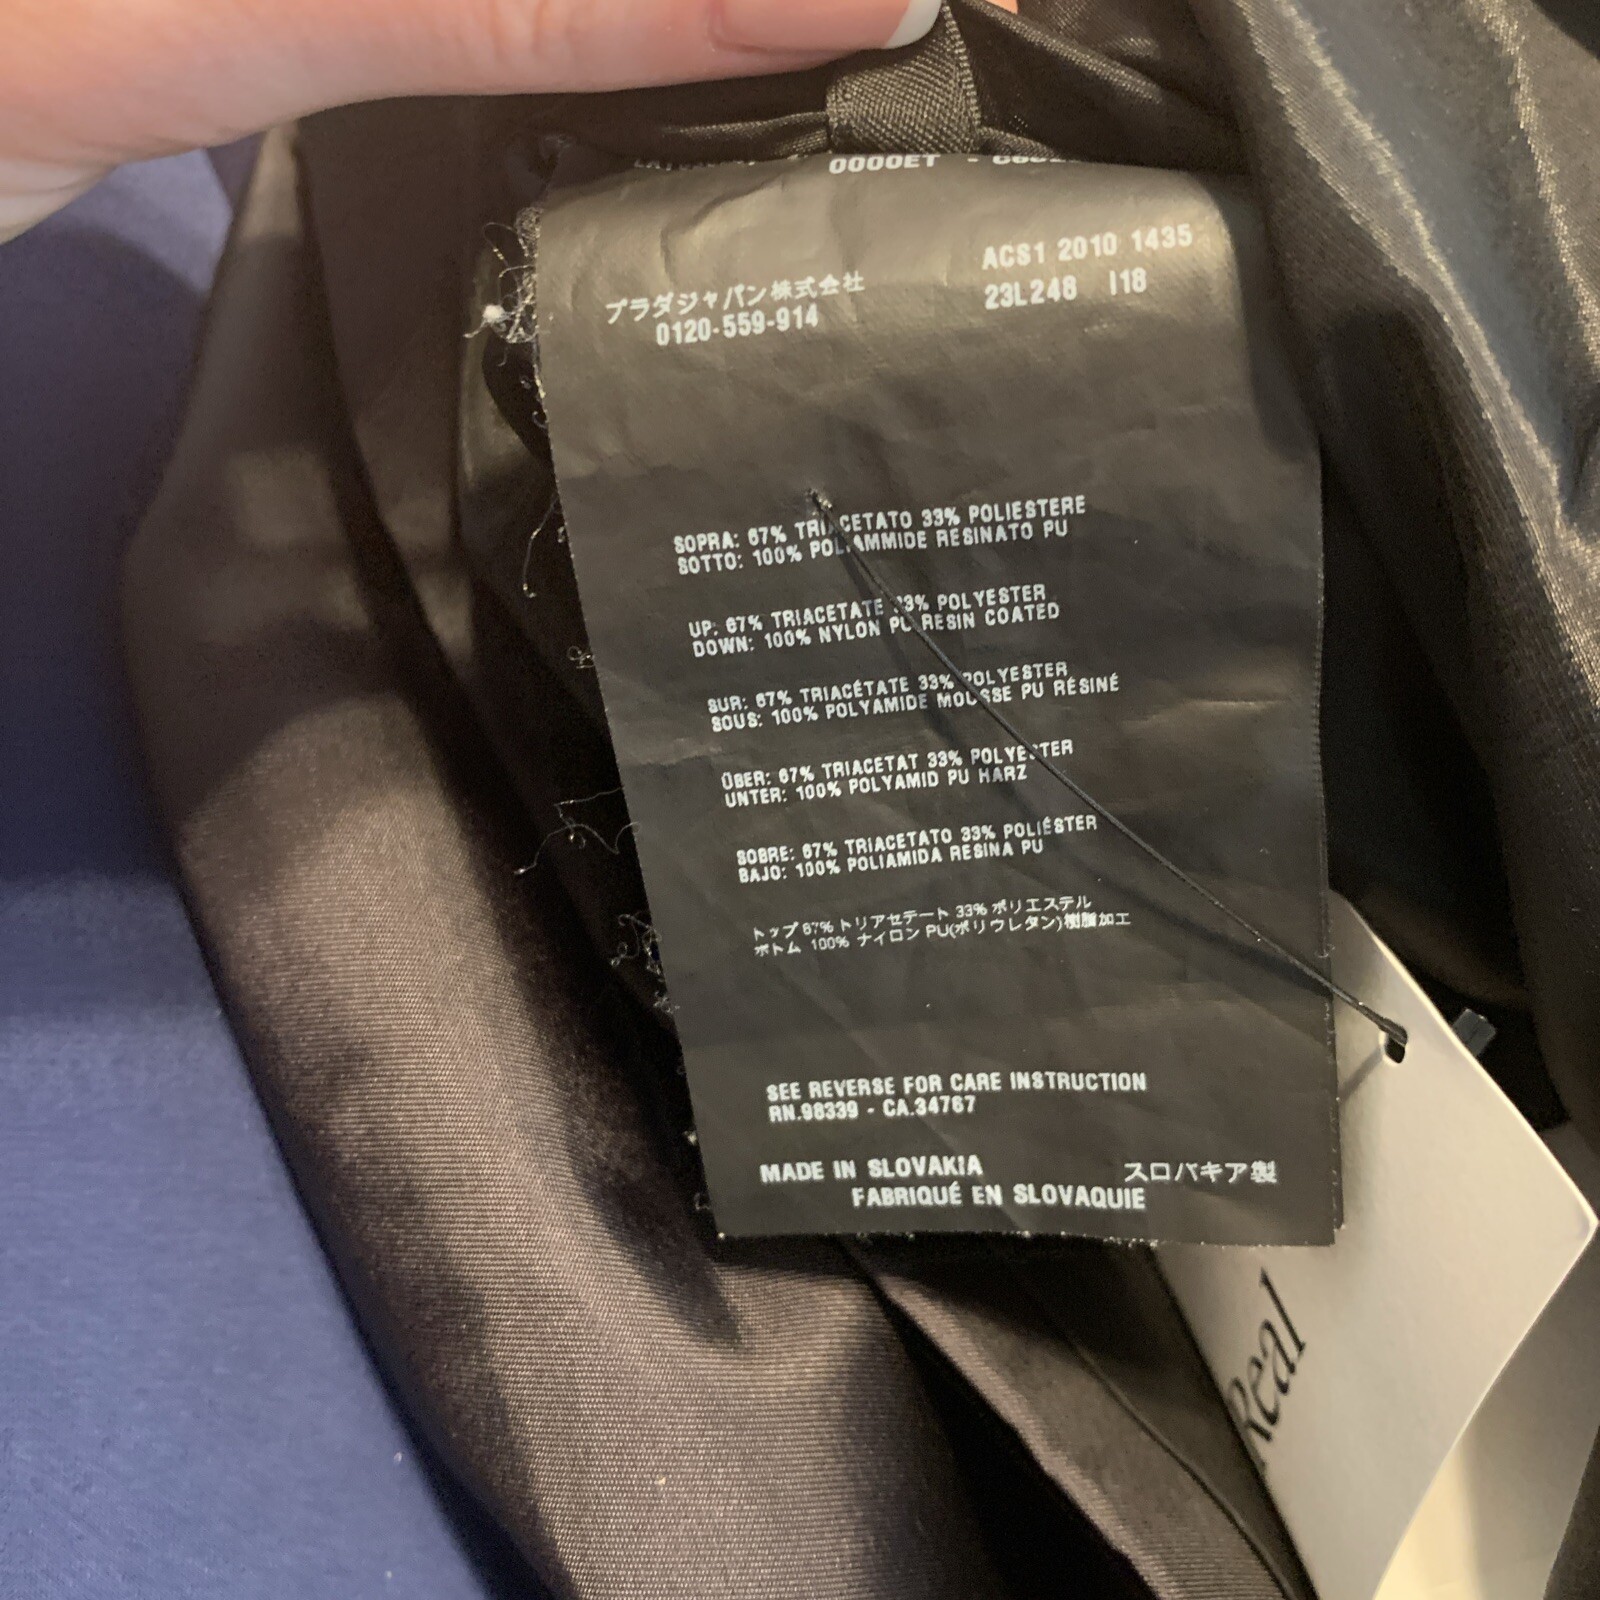 0000ET -
プラダジャパン株式会社
0120-559-914
ACS1 2010 1435
23L248 I18
SOPRA: 67% TRIACETATO 33% POLIESTERE
SOTTO: 100% POLIAMMIDE RESINATO PU
UP: 67% TRIACETATE 33% POLYESTER
DOWN: 100% NYLON PU RESIN COATED
SUR: 67% TRIACÉTATE 33% POLYESTER
SOUS: 100% POLYAMIDE MOUSSE PU RÉSINÉ
ÜBER: 67% TRIACETAT 33% POLYESTER
UNTER: 100% POLYAMID PU HARZ
SOBRE: 67% TRIACETATO 33% POLIÉSTER
BAJO: 100% POLIAMIDA RESINA PU
トップ 67% トリアセテート 33% ポリエステル
ボトム 100% ナイロン PU(ポリウレタン)樹脂加工
SEE REVERSE FOR CARE INSTRUCTION
RN.98339 - CA.34767
MADE IN SLOVAKIA スロバキア製
FABRIQUÉ EN SLOVAQUIE
Real